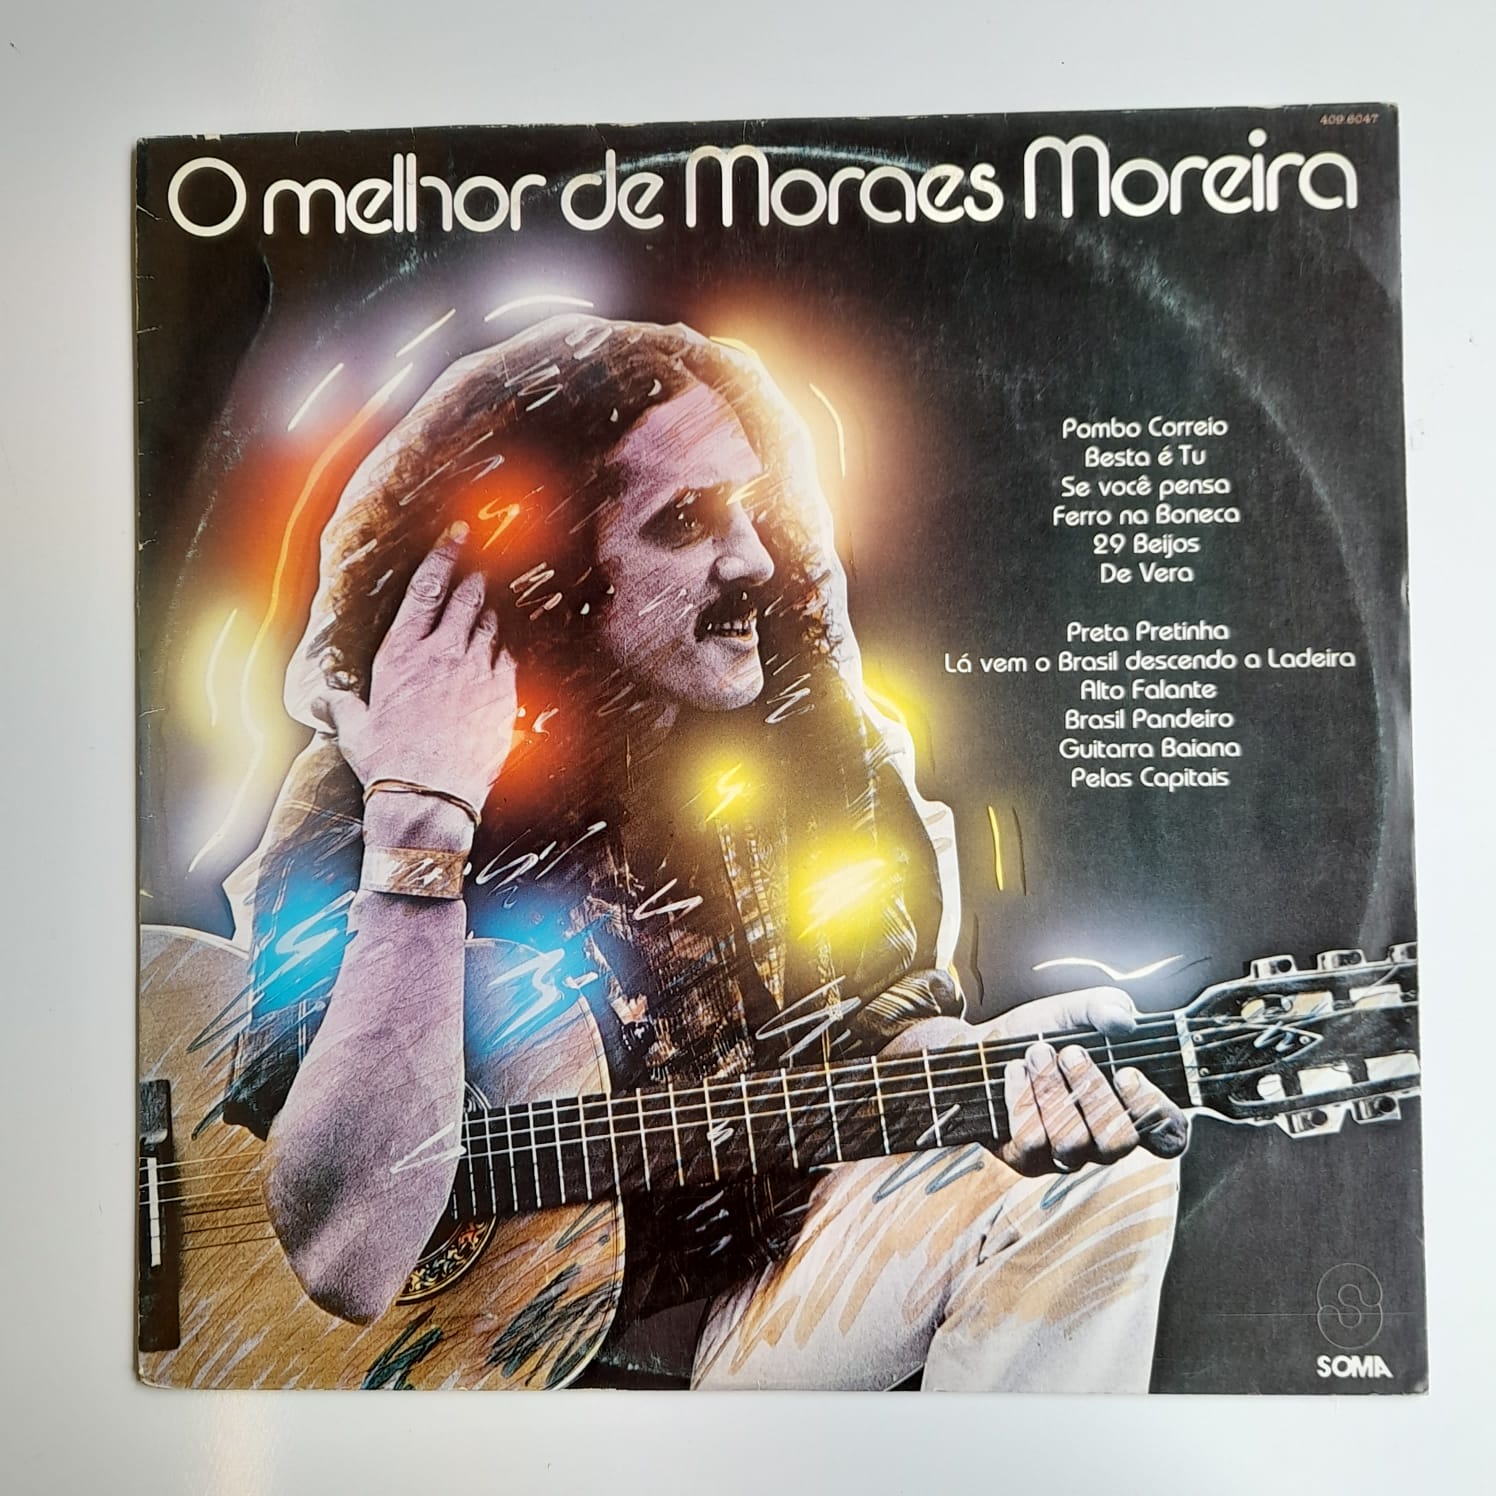 409.6047
O melhor de Moraes Moreira
Pombo Correio
Besta é Tu
Se você pensa
Ferro na Boneca
29 Beijos
De Vera
Preta Pretinha
Lá vem o Brasil descendo a Ladeira
Alto Falante
Brasil Pandeiro
Guitarra Baiana
Pelas Capitais
S
SOMA